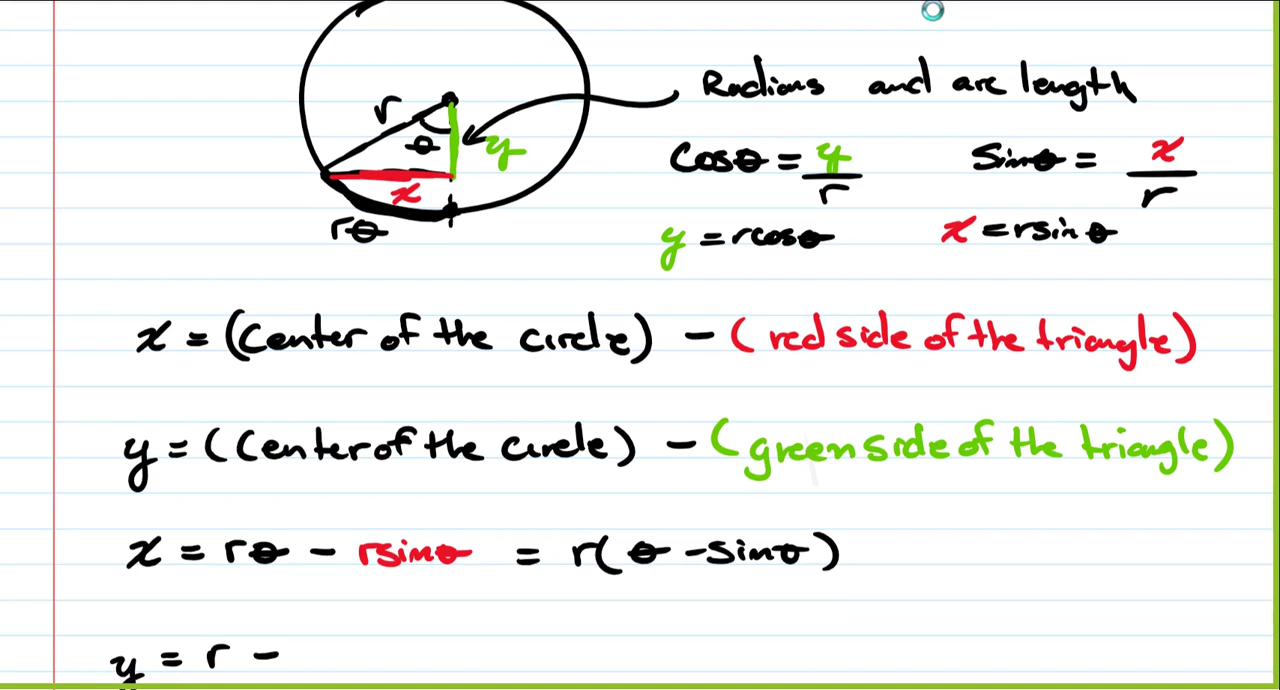 Radians and arc length
r
θ
y
x
rθ
cosθ = y/r
sinθ = x/r
y = rcosθ
x = rsinθ
x = (center of the circle) - (red side of the triangle)
y = (center of the circle) - (green side of the triangle)
x = rθ - rsinθ = r(θ - sinθ)
y = r -